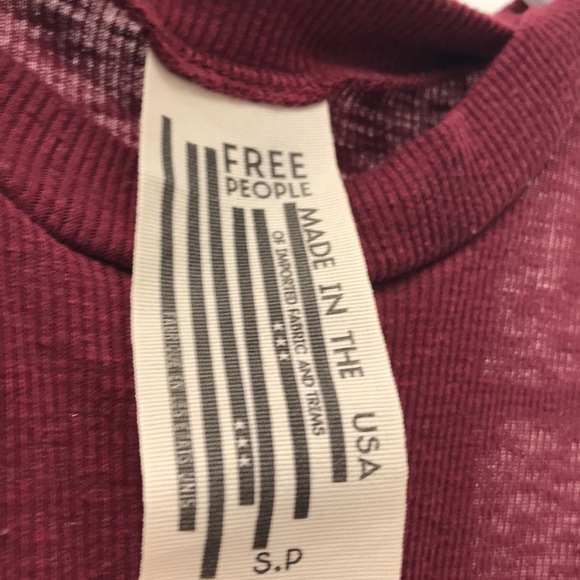 FREE
PEOPLE
MADE IN THE USA
OF IMPORTED FABRIC AND TRIMS
S.P